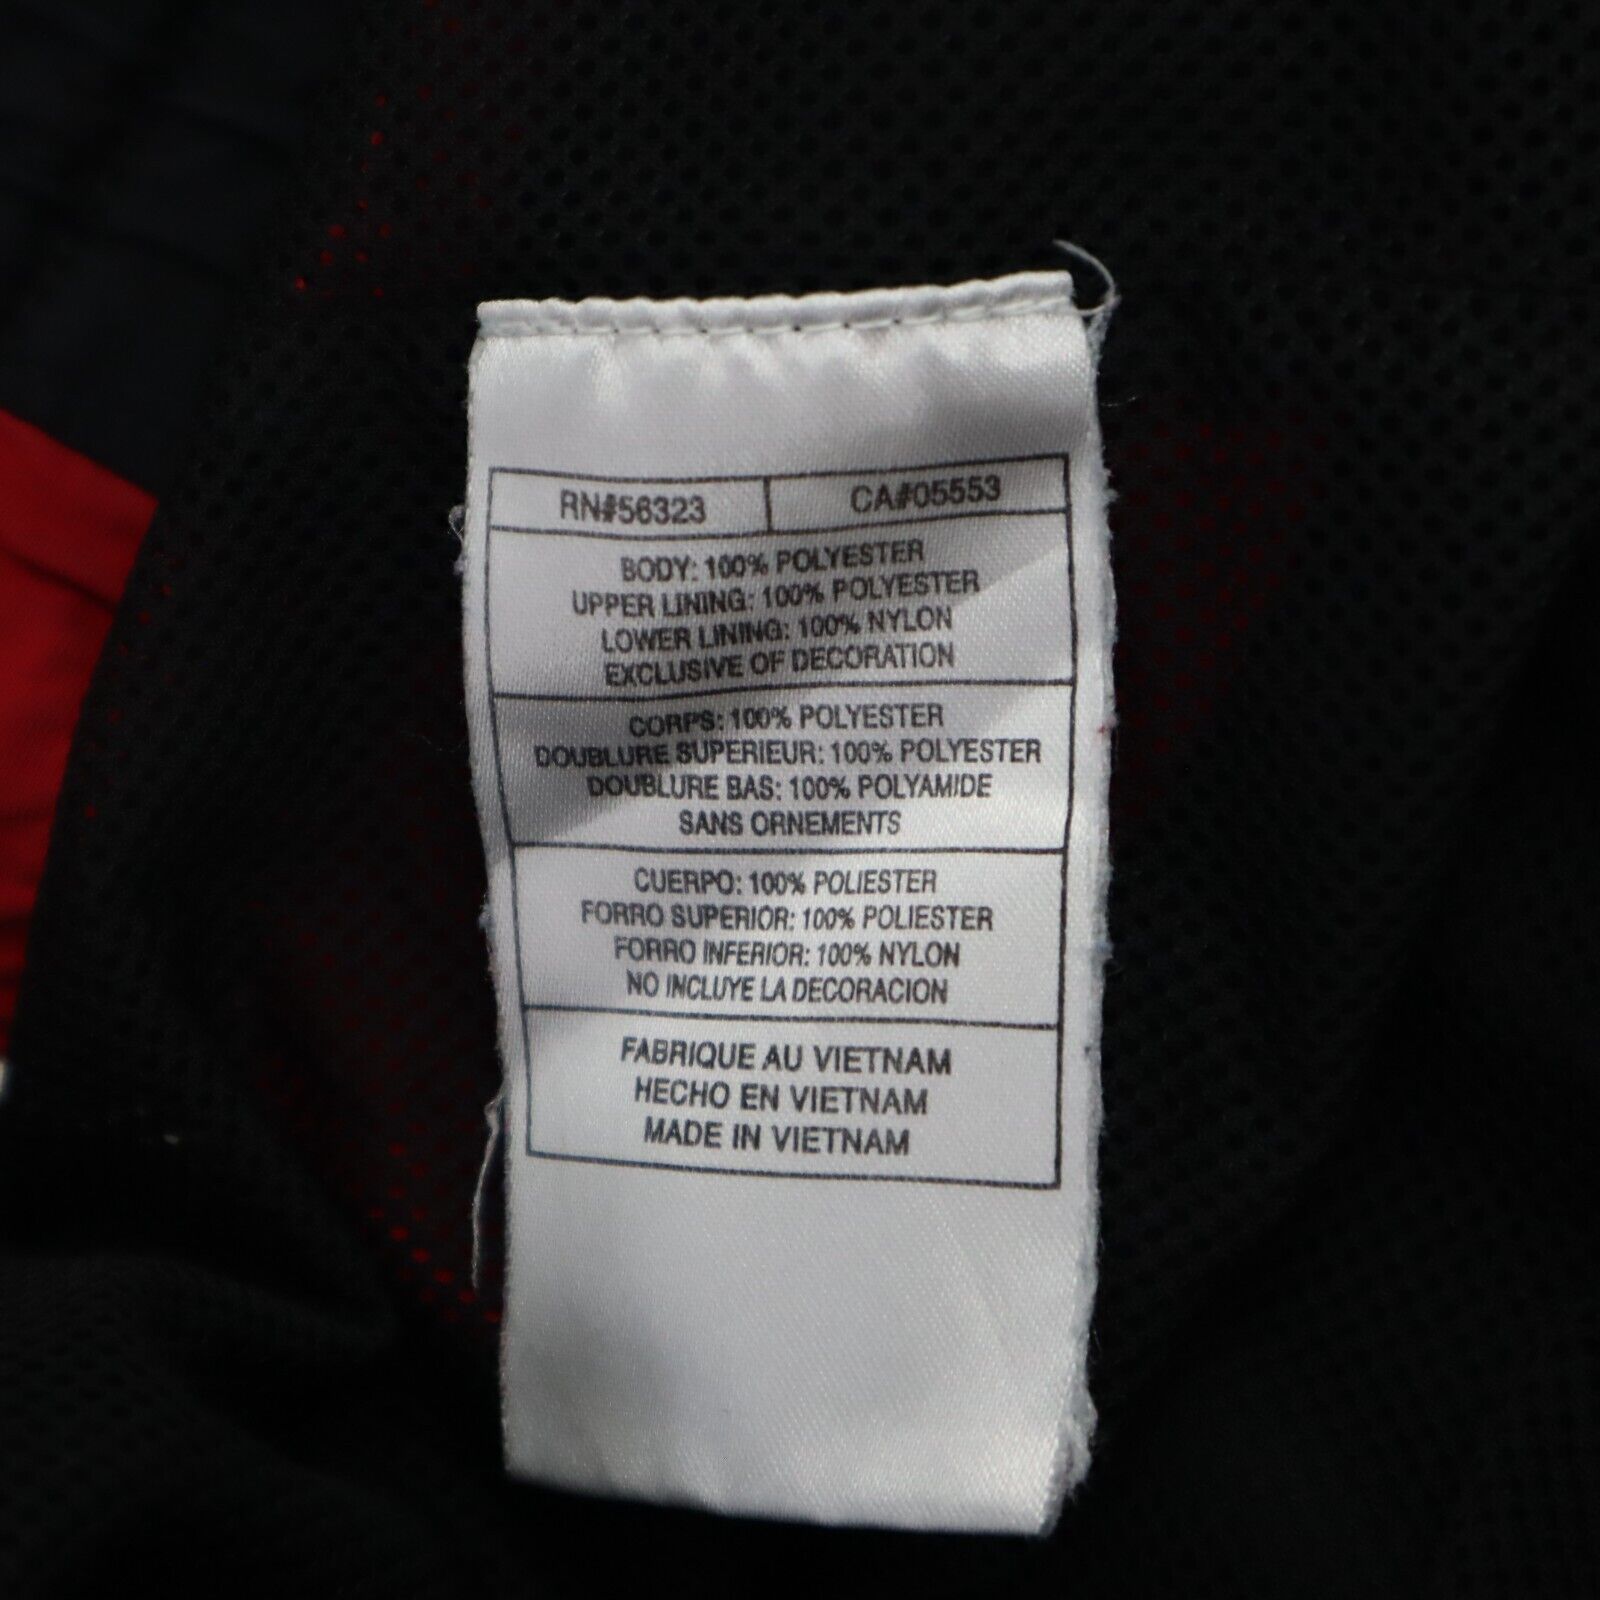 RN#56323 CA#05553
BODY: 100% POLYESTER
UPPER LINING: 100% POLYESTER
LOWER LINING: 100% NYLON
EXCLUSIVE OF DECORATION
CORPS: 100% POLYESTER
DOUBLURE SUPERIEUR: 100% POLYESTER
DOUBLURE BAS: 100% POLYAMIDE
SANS ORNEMENTS
CUERPO: 100% POLIESTER
FORRO SUPERIOR: 100% POLIESTER
FORRO INFERIOR: 100% NYLON
NO INCLUYE LA DECORACION
FABRIQUE AU VIETNAM
HECHO EN VIETNAM
MADE IN VIETNAM